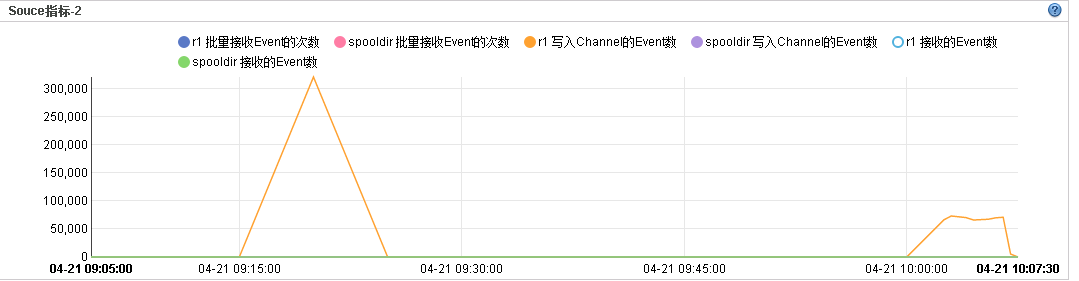 Souce指标-2
r1 批量接收Event的次数 spooldir 批量接收Event的次数 r1 写入Channel的Event数 spooldir 写入Channel的Event数 r1 接收的Event数
spooldir 接收的Event数
300,000
250,000
200,000
150,000
100,000
50,000
0
04-21 09:05:00 04-21 09:15:00 04-21 09:30:00 04-21 09:45:00 04-21 10:00:00 04-21 10:07:30